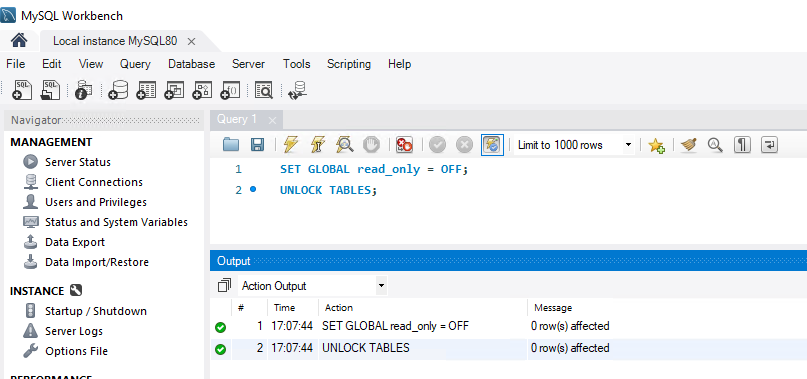 MySQL Workbench
Local instance MySQL80
File Edit View Query Database Server Tools Scripting Help
SQL SQL
Navigator
MANAGEMENT
Server Status
Client Connections
Users and Privileges
Status and System Variables
Data Export
Data Import/Restore
INSTANCE
Startup / Shutdown
Server Logs
Options File
PERFORMANCE
Query 1
Limit to 1000 rows
1 SET GLOBAL read_only = OFF;
2 UNLOCK TABLES;
Output
Action Output
# Time Action Message
1 17:07:44 SET GLOBAL read_only = OFF 0 row(s) affected
2 17:07:44 UNLOCK TABLES 0 row(s) affected